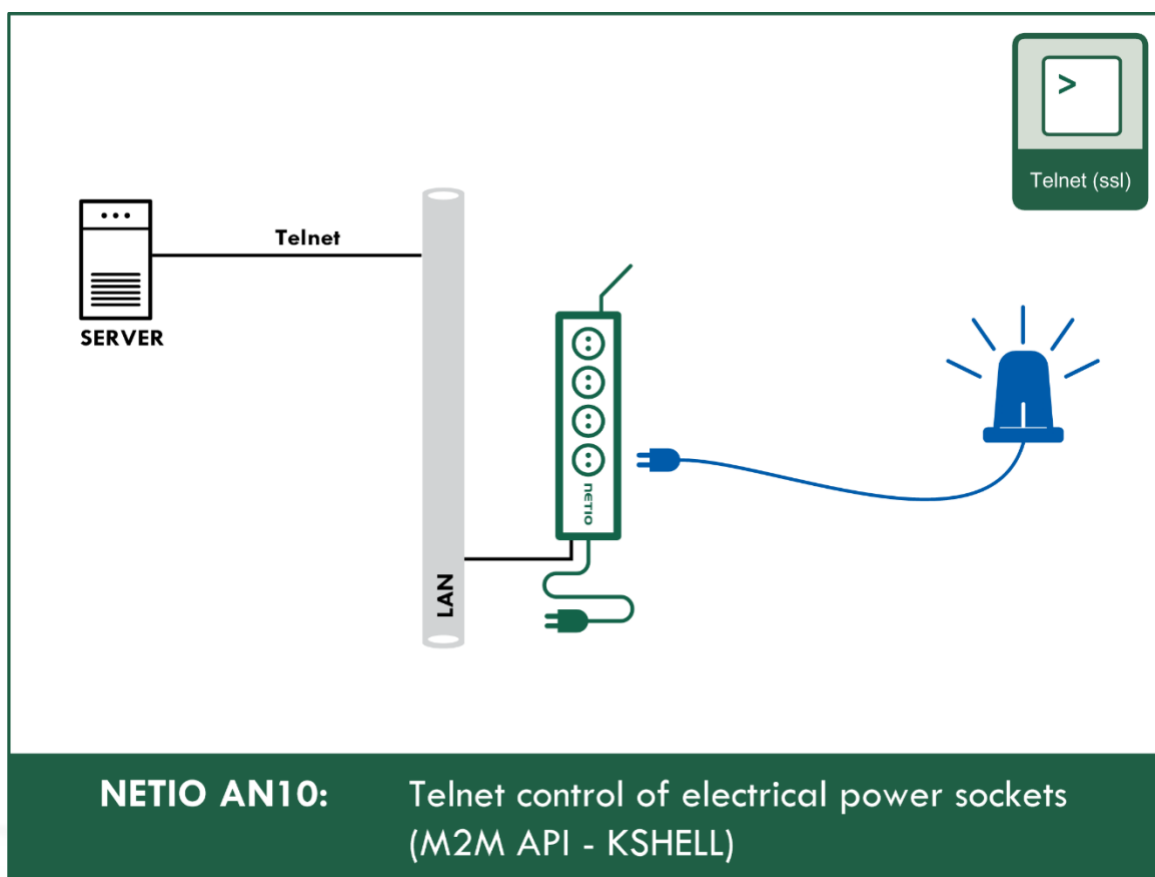 >
Telnet (ssl)
Telnet
SERVER
NETIO
LAN
NETIO AN10: Telnet control of electrical power sockets
(M2M API - KSHELL)